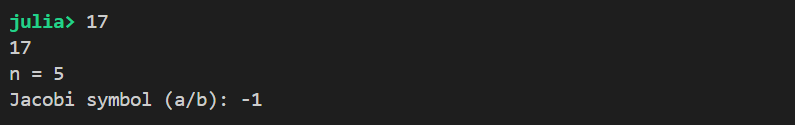 julia> 17
17
n = 5
Jacobi symbol (a/b): -1